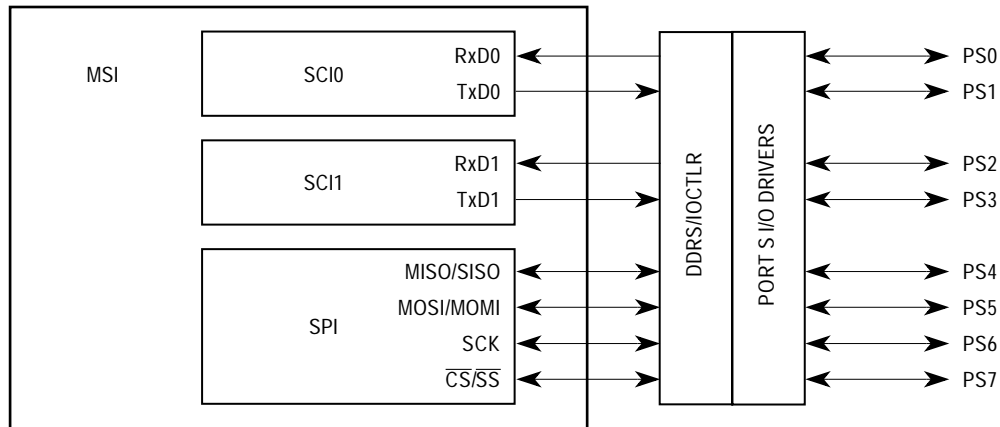 MSI
SCI0
RxD0
TxD0
SCI1
RxD1
TxD1
SPI
MISO/SISO
MOSI/MOMI
SCK
CS/SS
DDRS/IOCTLR
PORT S I/O DRIVERS
PS0
PS1
PS2
PS3
PS4
PS5
PS6
PS7